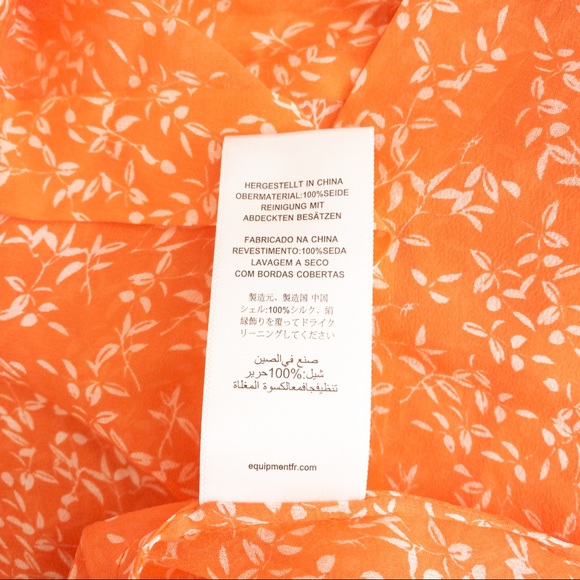 HERGESTELLT IN CHINA
OBERMATERIAL:100%SEIDE
REINIGUNG MIT
ABDECKTEN BESÄTZEN
FABRICADO NA CHINA
REVESTIMENTO:100%SEDA
LAVAGEM A SECO
COM BORDAS COBERTAS
製造元、製造国 中国
シェル:100%シルク、絹
縁飾りを覆ってドライク
リーニングしてください
صنع في الصين
شيل:100%حرير
تنظيفجافمعالكسوة المغلاة
equipmentfr.com